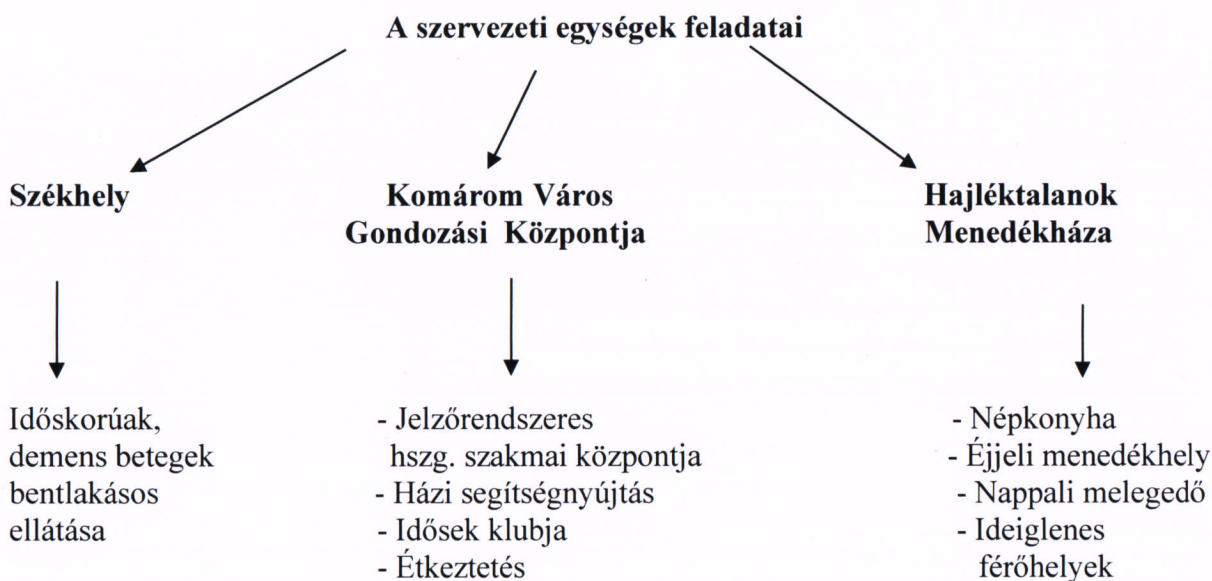 A szervezeti egységek feladatai
Székhely
Komárom Város
Gondozási Központja
Hajléktalanok
Menedékháza
Időskorúak,
demens betegek
bentlakásos
ellátása
- Jelzőrendszeres
hszg. szakmai központja
- Házi segítségnyújtás
- Idősek klubja
- Étkeztetés
- Népkonyha
- Éjjeli menedékhely
- Nappali melegedő
- Ideiglenes
férőhelyek